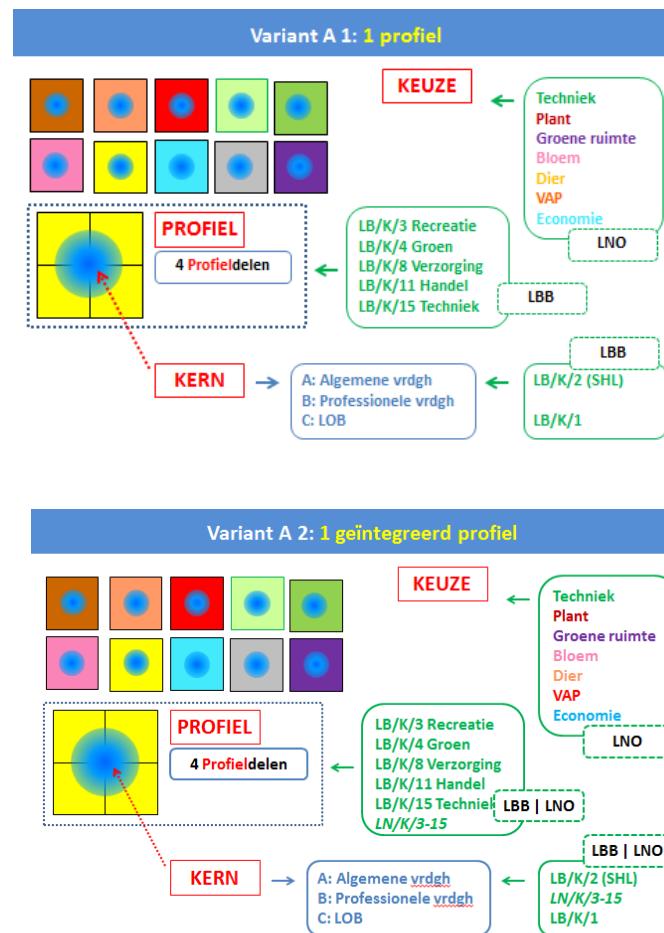 Variant A 1: 1 profiel
KEUZE
Techniek
Plant
Groene ruimte
Bloem
Dier
VAP
Economie
LNO
PROFIEL
4 Profieldelen
LB/K/3 Recreatie
LB/K/4 Groen
LB/K/8 Verzorging
LB/K/11 Handel
LB/K/15 Techniek
LBB
KERN
A: Algemene vrdgh
B: Professionele vrdgh
C: LOB
LBB
LB/K/2 (SHL)
LB/K/1
Variant A 2: 1 geïntegreerd profiel
KEUZE
Techniek
Plant
Groene ruimte
Bloem
Dier
VAP
Economie
LNO
PROFIEL
4 Profieldelen
LB/K/3 Recreatie
LB/K/4 Groen
LB/K/8 Verzorging
LB/K/11 Handel
LB/K/15 Techniek
LN/K/3-15
LBB | LNO
KERN
A: Algemene vrdgh
B: Professionele vrdgh
C: LOB
LBB | LNO
LB/K/2 (SHL)
LN/K/3-15
LB/K/1